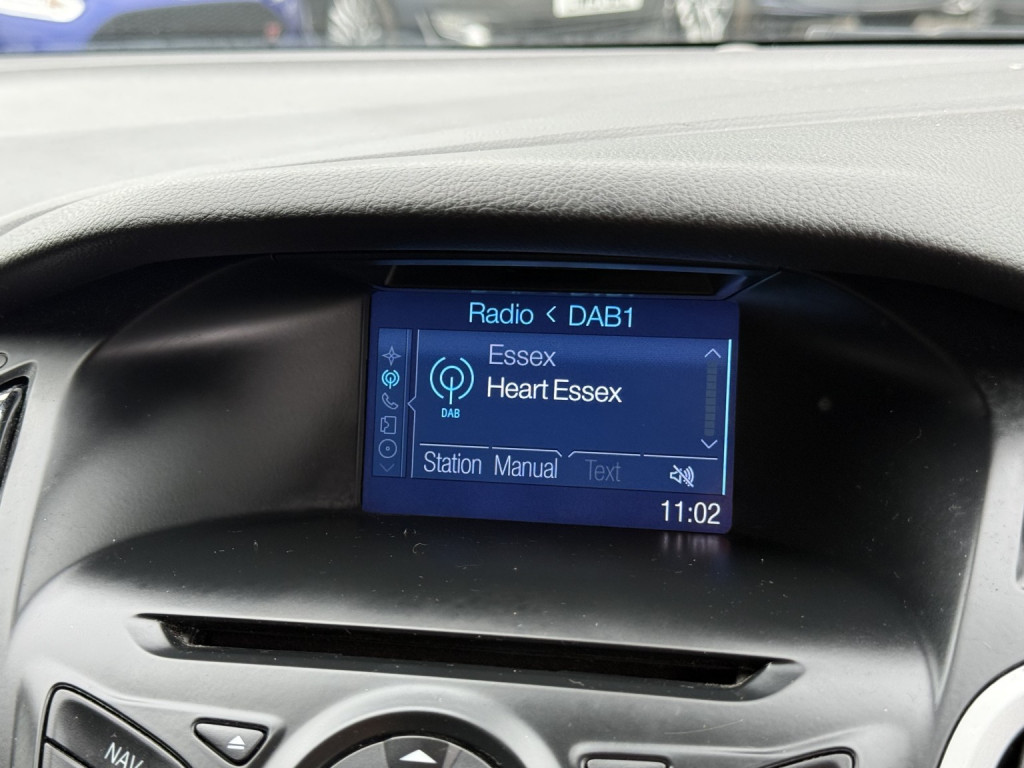 Radio < DAB1
Essex
Heart Essex
DAB
Station Manual Text
11:02
NAV